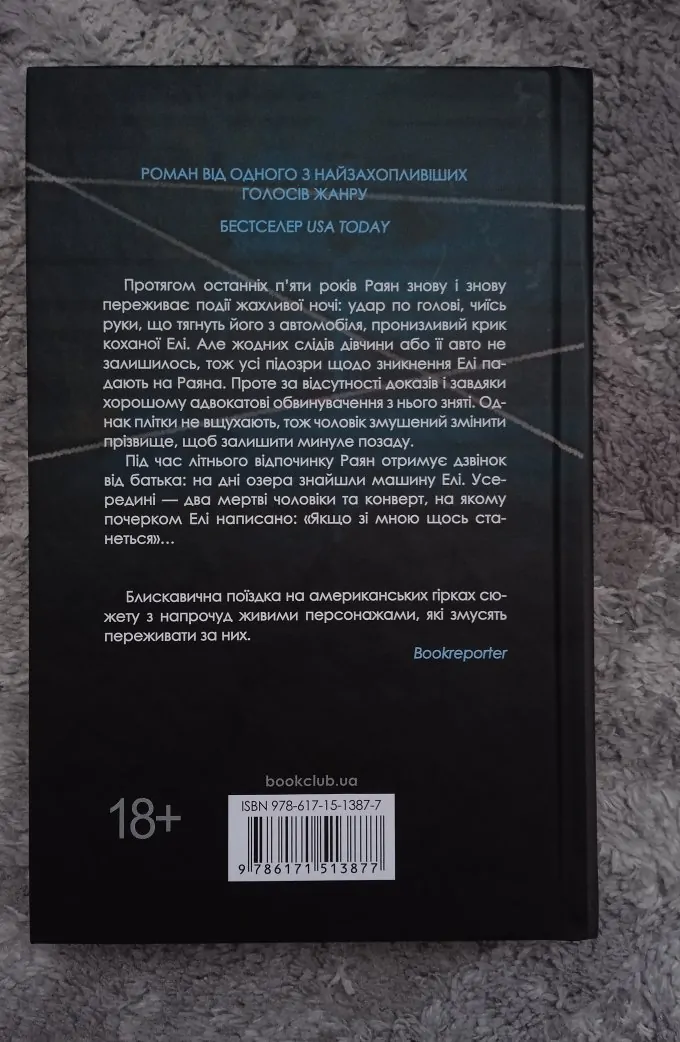 РОМАН ВІД ОДНОГО З НАЙЗАХОПЛИВІШИХ
ГОЛОСІВ ЖАНРУ
БЕСТСЕЛЕР USA TODAY
Протягом останніх п'яти років Раян знову і знову
переживає події жахливої ночі: удар по голові, чиїсь
руки, що тягнуть його з автомобіля, пронизливий крик
коханої Елі. Але жодних слідів дівчини або її авто не
залишилось, тож усі підозри щодо зникнення Елі па-
дають на Раяна. Проте за відсутності доказів і завдяки
хорошому адвокатові обвинувачення з нього зняті. Од-
нак плітки не вщухають, тож чоловік змушений змінити
прізвище, щоб залишити минуле позаду.
Під час літнього відпочинку Раян отримує дзвінок
від батька: на дні озера знайшли машину Елі. Усе-
редині — два мертві чоловіки та конверт, на якому
почерком Елі написано: «Якщо зі мною щось ста-
неться»...
Блискавична поїздка на американських гірках сю-
жету з напрочуд живими персонажами, які змусять
переживати за них.
Bookreporter
bookclub.ua
18+
ISBN 978-617-15-1387-7
9 786171 513877